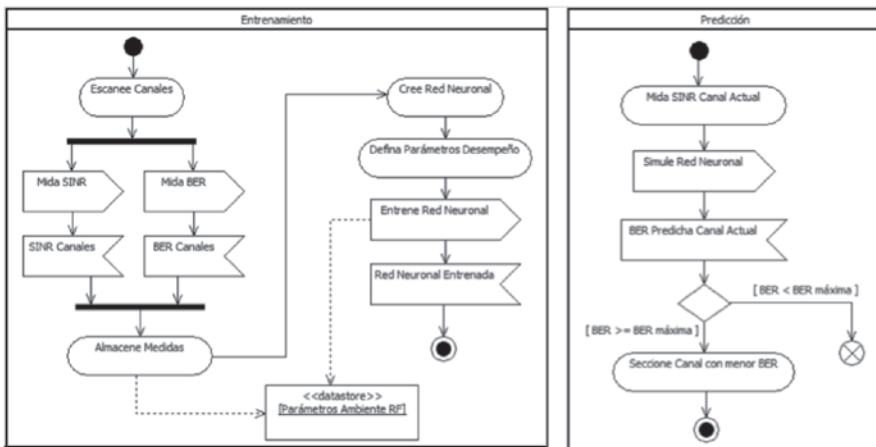 Entrenamiento
Escanee Canales
Mida SINR
Mida BER
SINR Canales
BER Canales
Almacene Medidas
Cree Red Neuronal
Defina Parámetros Desempeño
Entrene Red Neuronal
Red Neuronal Entrenada
<<datastore>>
[Parámetros Ambiente RF]
Predicción
Mida SINR Canal Actual
Simule Red Neuronal
BER Predicha Canal Actual
[ BER < BER máxima ]
[ BER >= BER máxima ]
Seccione Canal con menor BER